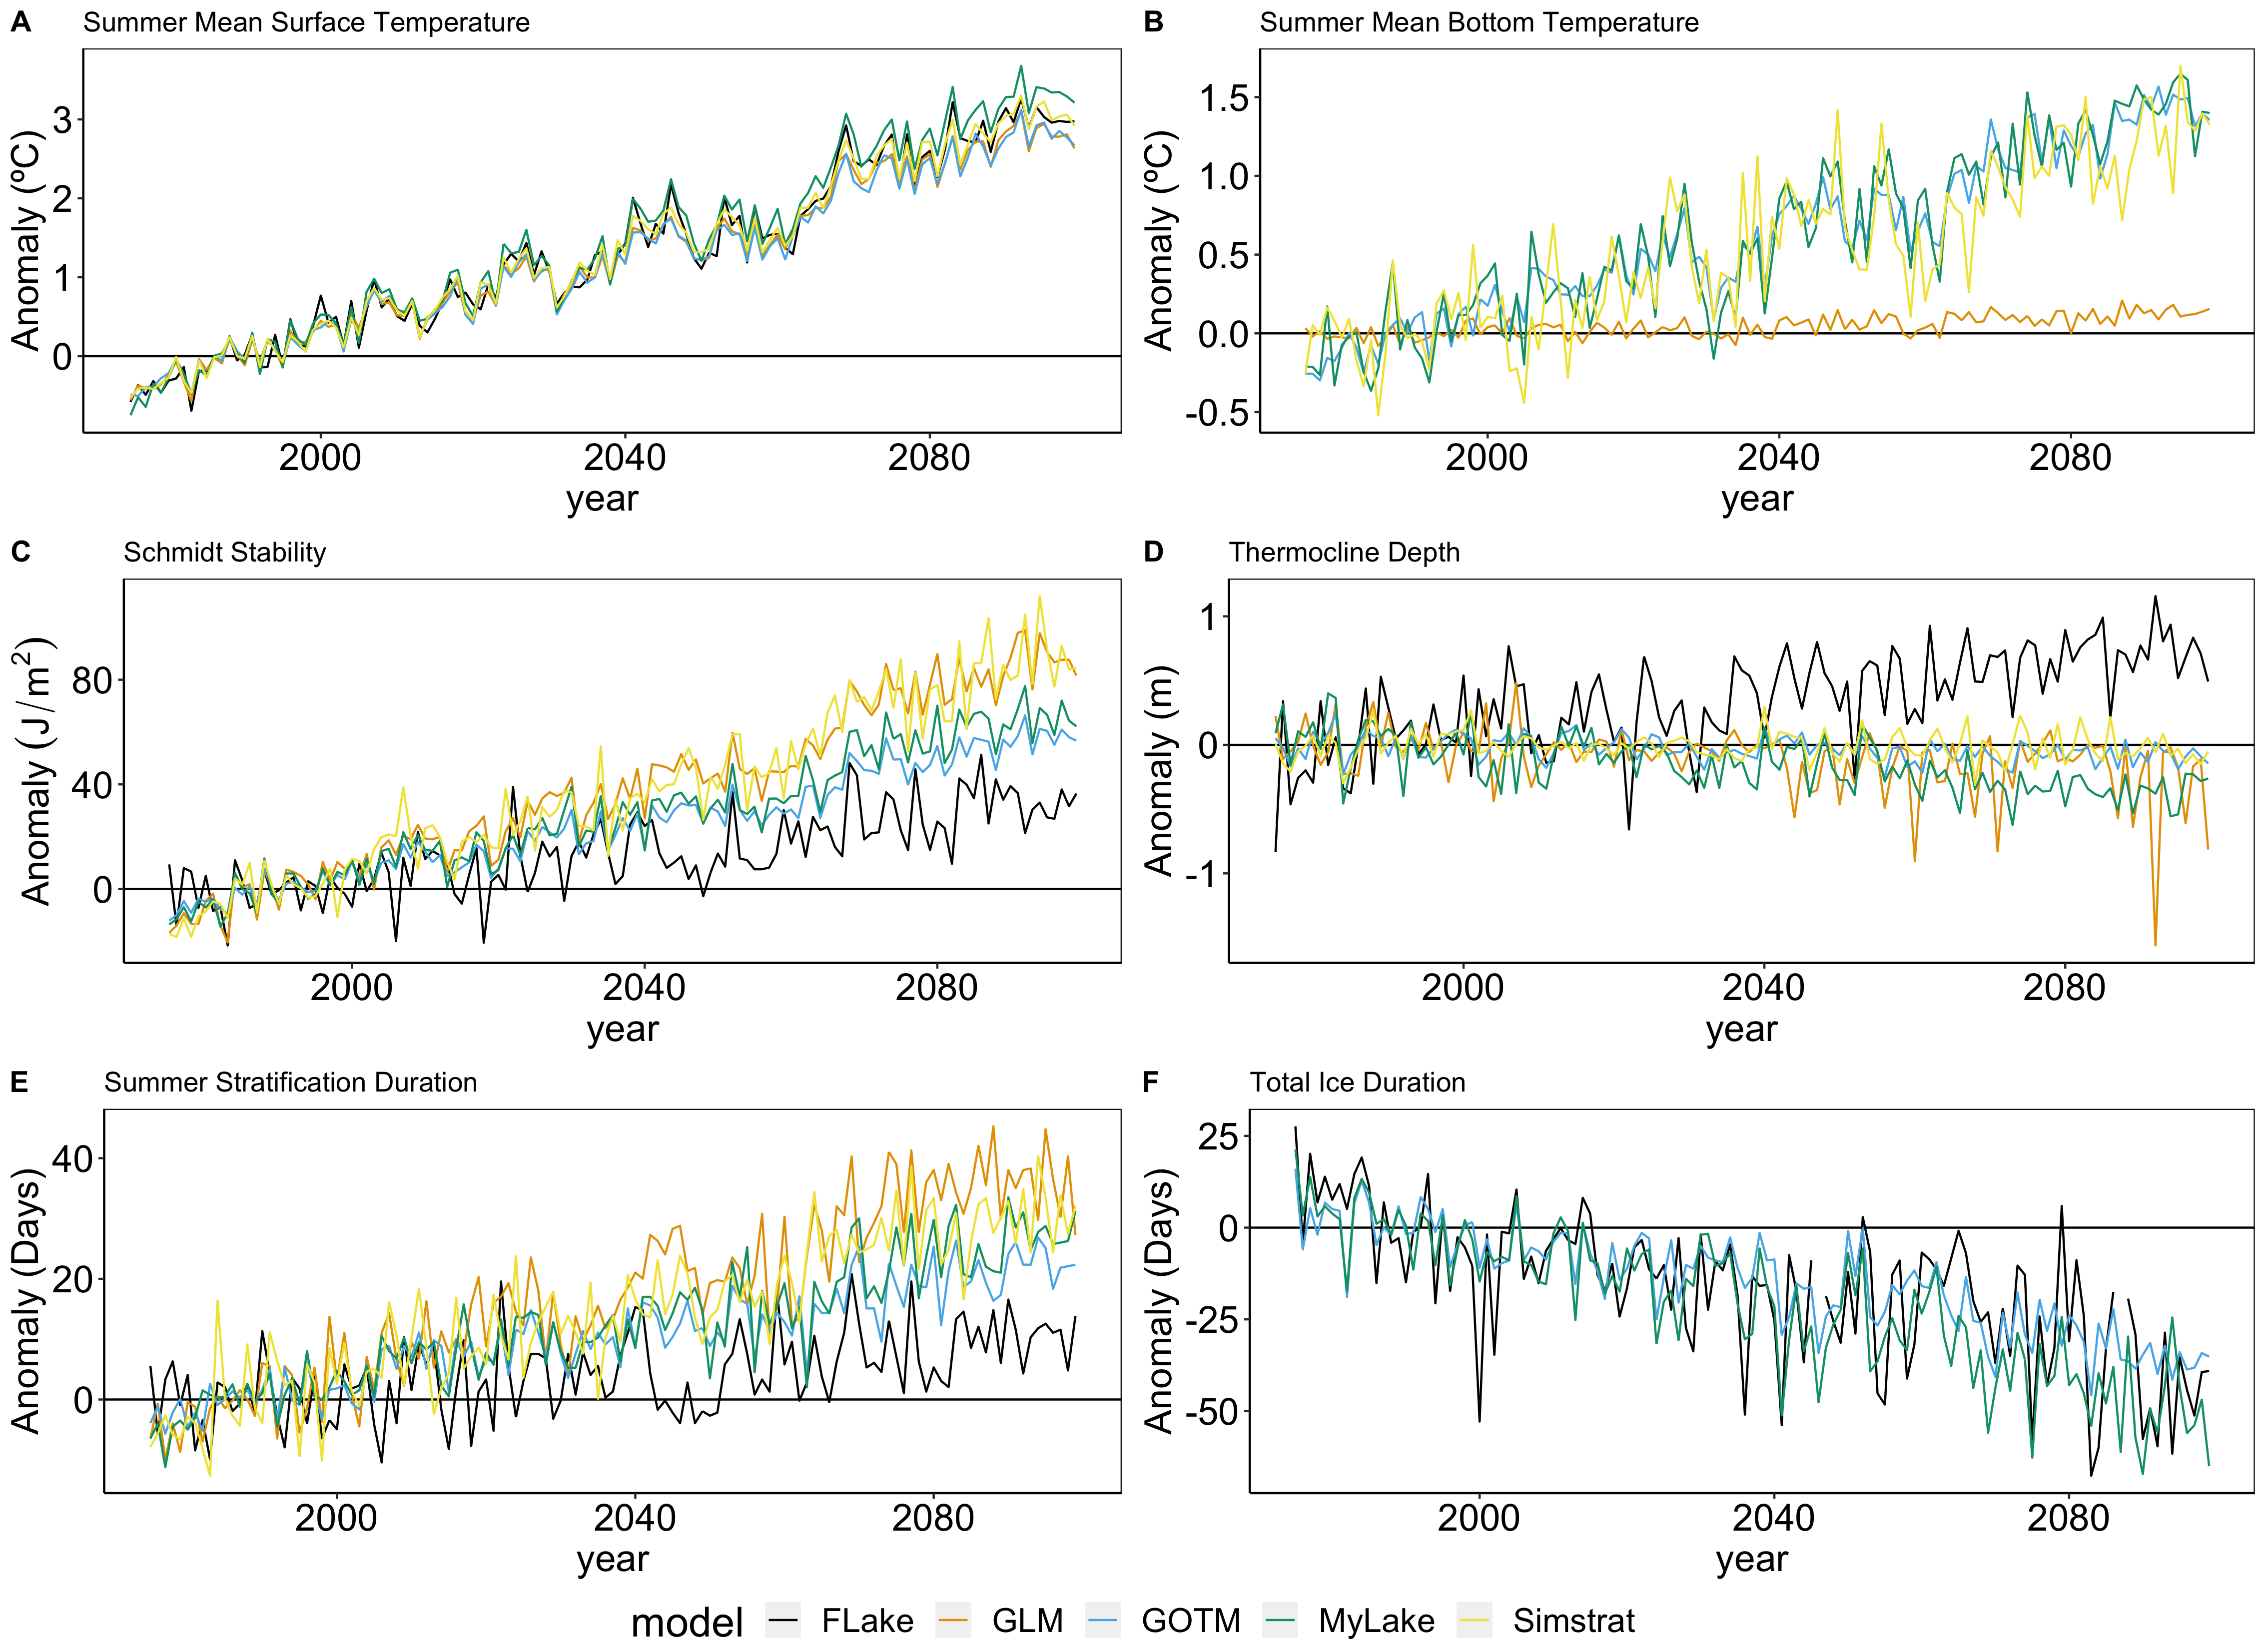 A Summer Mean Surface Temperature
Anomaly (ºC)
3
2
1
0
2000 2040 2080
year
B Summer Mean Bottom Temperature
Anomaly (ºC)
1.5
1.0
0.5
0.0
-0.5
2000 2040 2080
year
C Schmidt Stability
Anomaly (J/m²)
80
40
0
2000 2040 2080
year
D Thermocline Depth
Anomaly (m)
1
0
-1
2000 2040 2080
year
E Summer Stratification Duration
Anomaly (Days)
40
20
0
2000 2040 2080
year
F Total Ice Duration
Anomaly (Days)
25
0
-25
-50
2000 2040 2080
year
model FLake GLM GOTM MyLake Simstrat